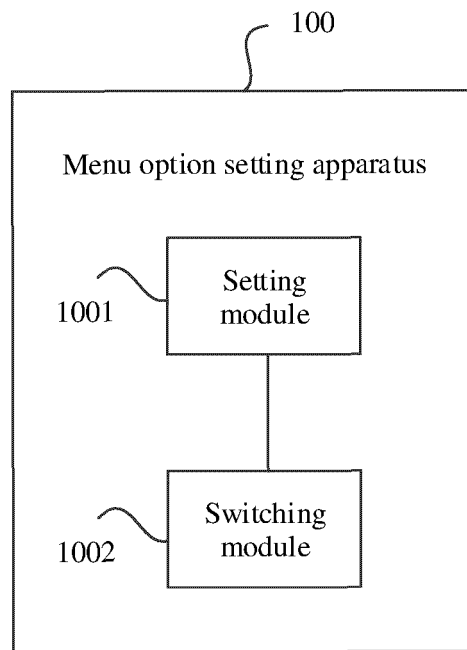 100
Menu option setting apparatus
Setting
module
1001
Switching
module
1002